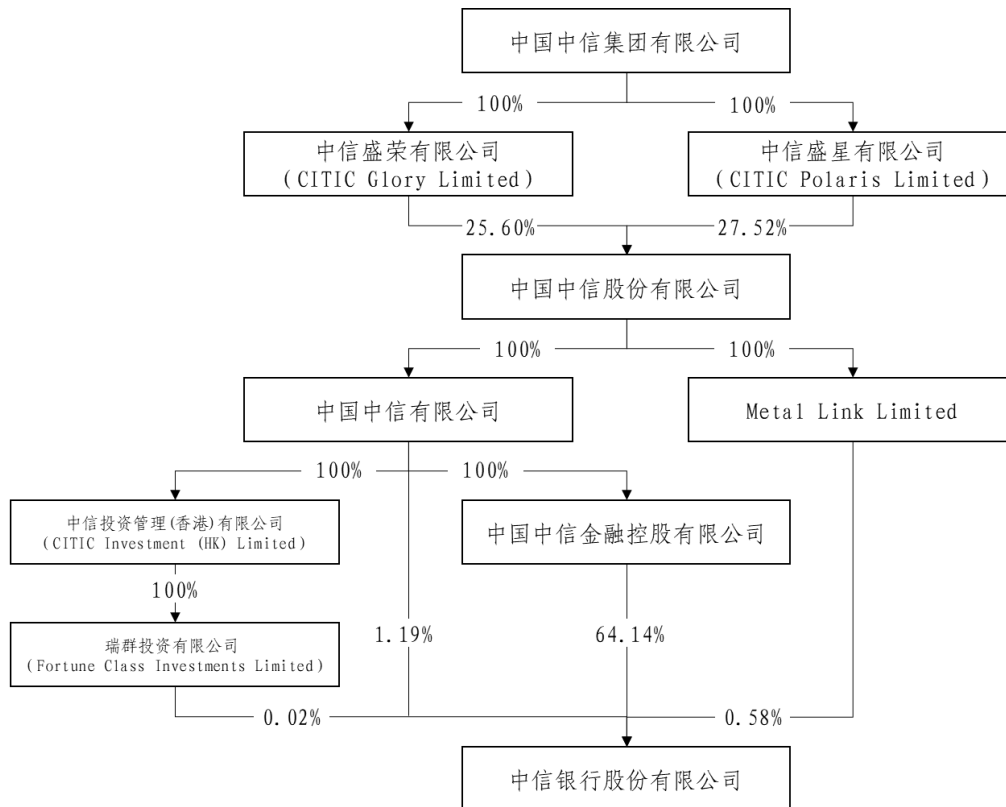 中国中信集团有限公司
100%
100%
中信盛荣有限公司
(CITIC Glory Limited)
中信盛星有限公司
(CITIC Polaris Limited)
25.60%
27.52%
中国中信股份有限公司
100%
100%
中国中信有限公司
Metal Link Limited
100%
100%
中信投资管理(香港)有限公司
(CITIC Investment (HK) Limited)
中国中信金融控股有限公司
100%
瑞群投资有限公司
(Fortune Class Investments Limited)
1.19%
64.14%
0.02%
0.58%
中信银行股份有限公司